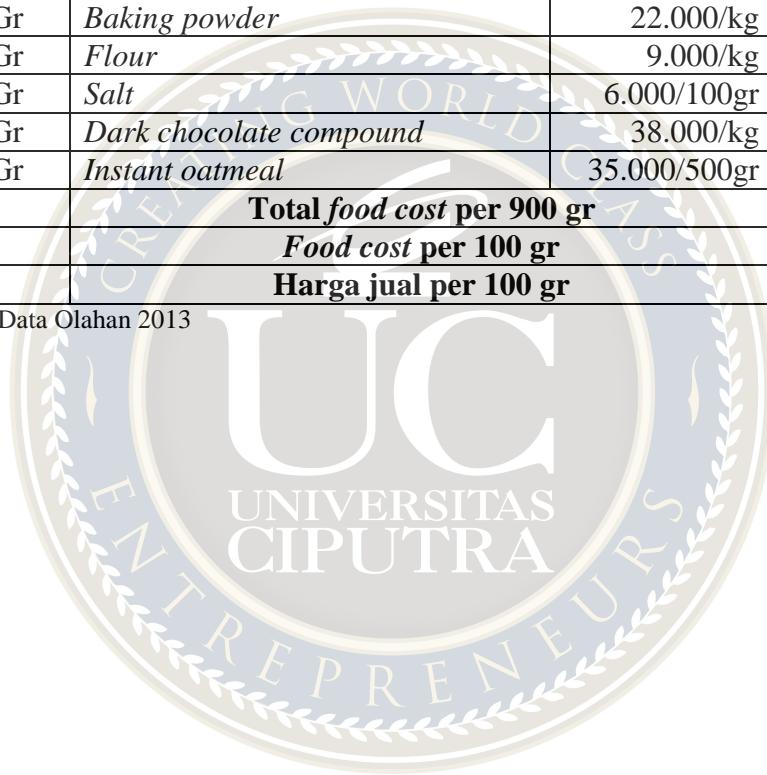 Gr Baking powder 22.000/kg
Gr Flour 9.000/kg
Gr Salt 6.000/100gr
Gr Dark chocolate compound 38.000/kg
Gr Instant oatmeal 35.000/500gr
Total food cost per 900 gr
Food cost per 100 gr
Harga jual per 100 gr
Data Olahan 2013
CREATING WORLD CLASS
UC
UNIVERSITAS
CIPUTRA
ENTREPRENEURS